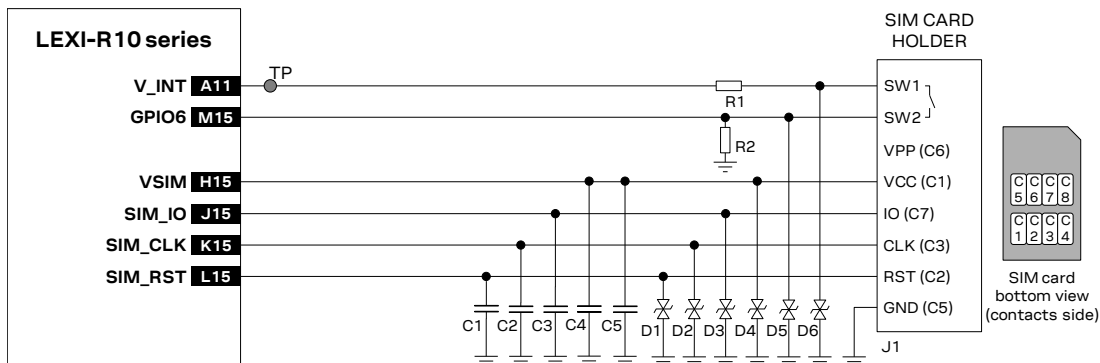 SIM CARD
HOLDER
LEXI-R10 series
TP
V_INT A11
GPIO6 M15
VSIM H15
SIM_IO J15
SIM_CLK K15
SIM_RST L15
R1
R2
SW1
SW2
VPP (C6)
VCC (C1)
IO (C7)
CLK (C3)
RST (C2)
GND (C5)
C1 C2 C3 C4 C5 D1 D2 D3 D4 D5 D6
J1
C5 C6 C7 C8
C1 C2 C3 C4
SIM card
bottom view
(contacts side)